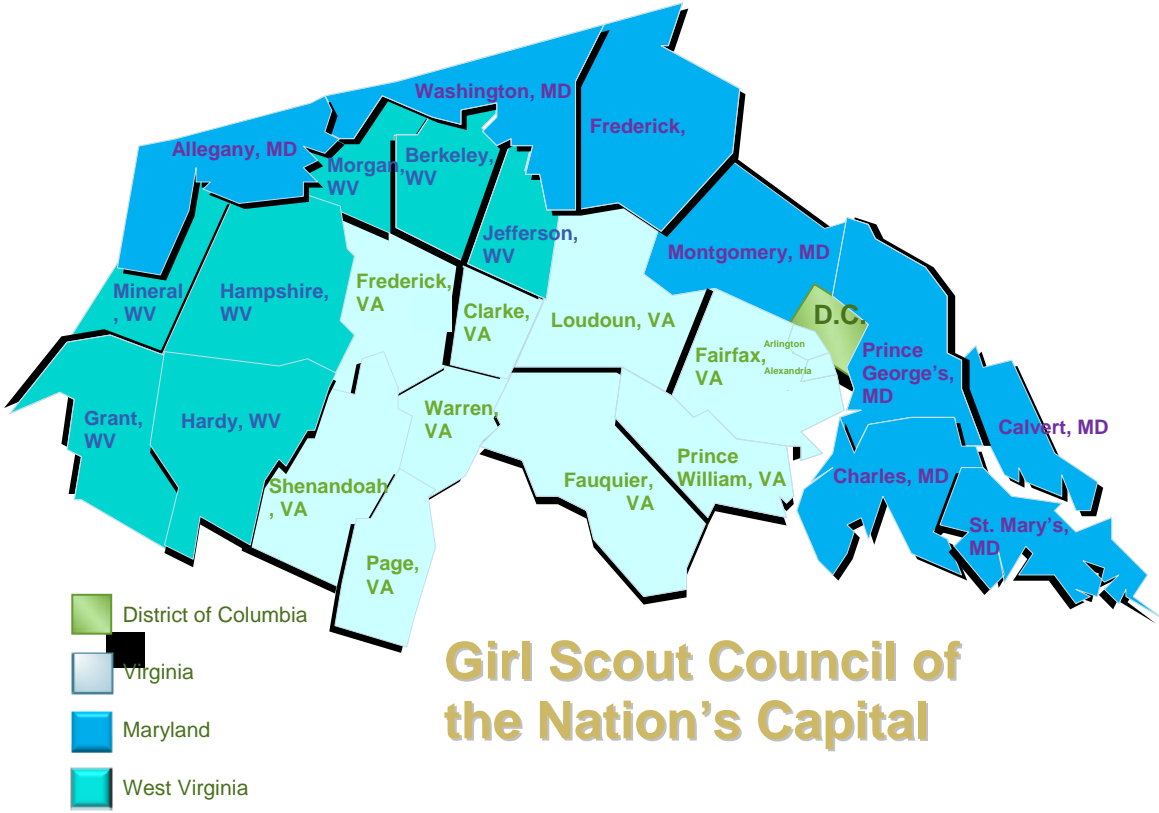 Washington, MD
Frederick,
Allegany, MD
Morgan,
WV
Berkeley,
WV
Jefferson,
WV
Montgomery, MD
Mineral
, WV
Hampshire,
WV
Frederick,
VA
Clarke,
VA
Loudoun, VA
D.C.
Arlington
Alexandria
Fairfax,
VA
Prince
George's,
MD
Grant,
WV
Hardy, WV
Warren,
VA
Calvert, MD
Prince
William, VA
Charles, MD
Shenandoah
, VA
Fauquier,
VA
St. Mary's,
MD
Page,
VA
District of Columbia
Virginia
Maryland
West Virginia
Girl Scout Council of
the Nation’s Capital